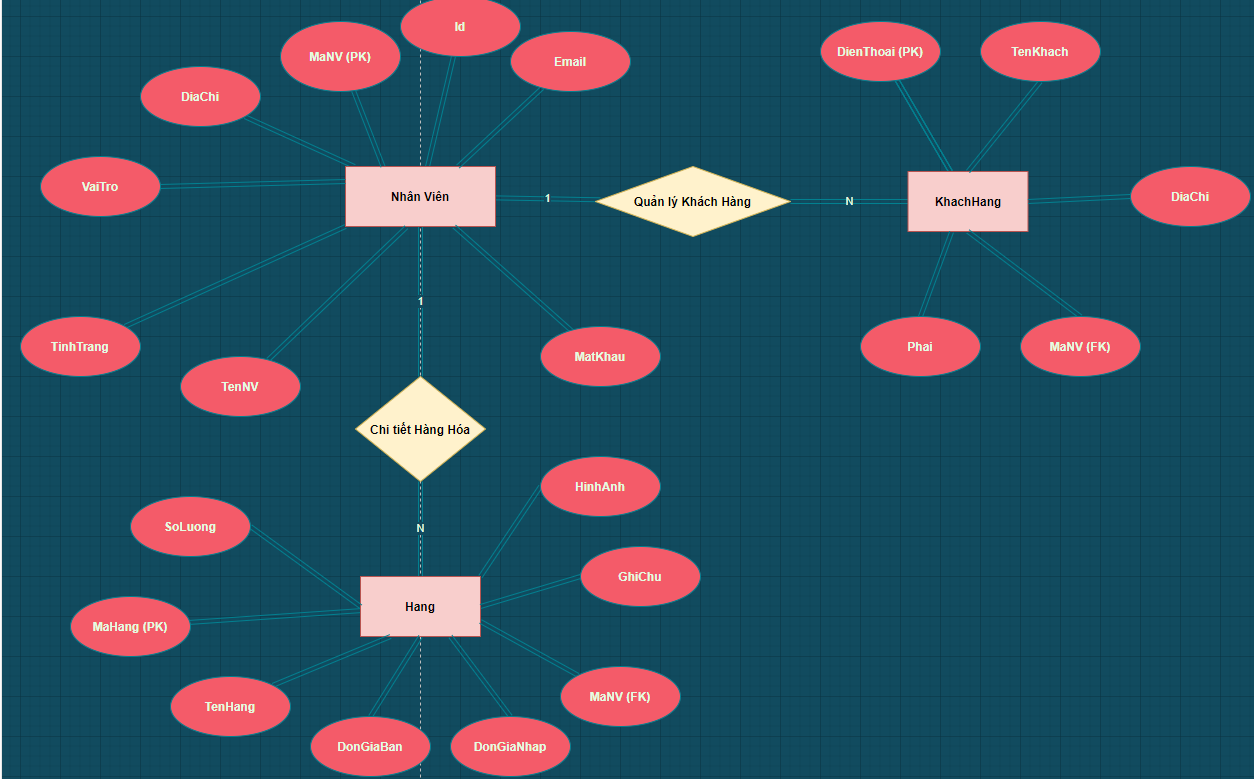 Id
MaNV (PK)
Email
DienThoai (PK)
TenKhach
DiaChi
VaiTro
Nhân Viên
1
Quản lý Khách Hàng
N
KhachHang
DiaChi
1
TinhTrang
TenNV
MatKhau
Phai
MaNV (FK)
Chi tiết Hàng Hóa
HinhAnh
SoLuong
N
GhiChu
Hang
MaHang (PK)
MaNV (FK)
TenHang
DonGiaBan
DonGiaNhap